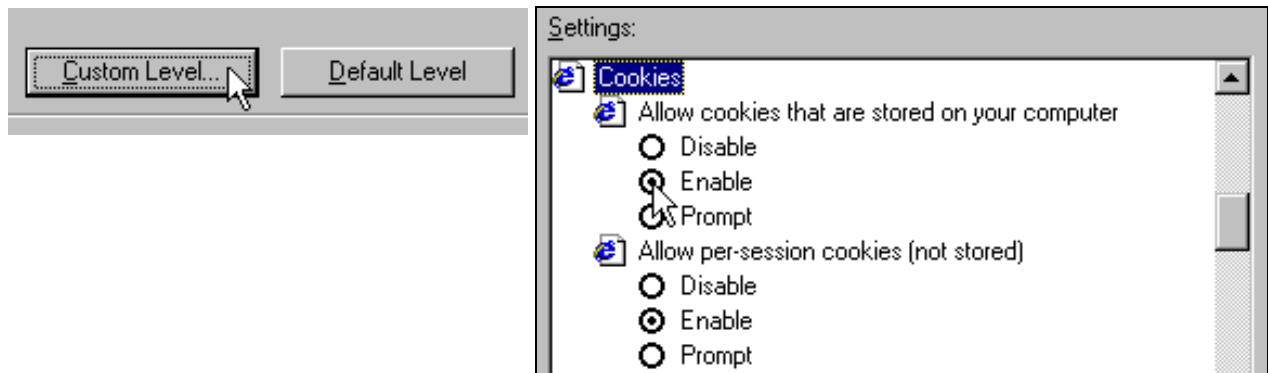 Custom Level...
Default Level
Settings:
Cookies
Allow cookies that are stored on your computer
Disable
Enable
Prompt
Allow per-session cookies (not stored)
Disable
Enable
Prompt